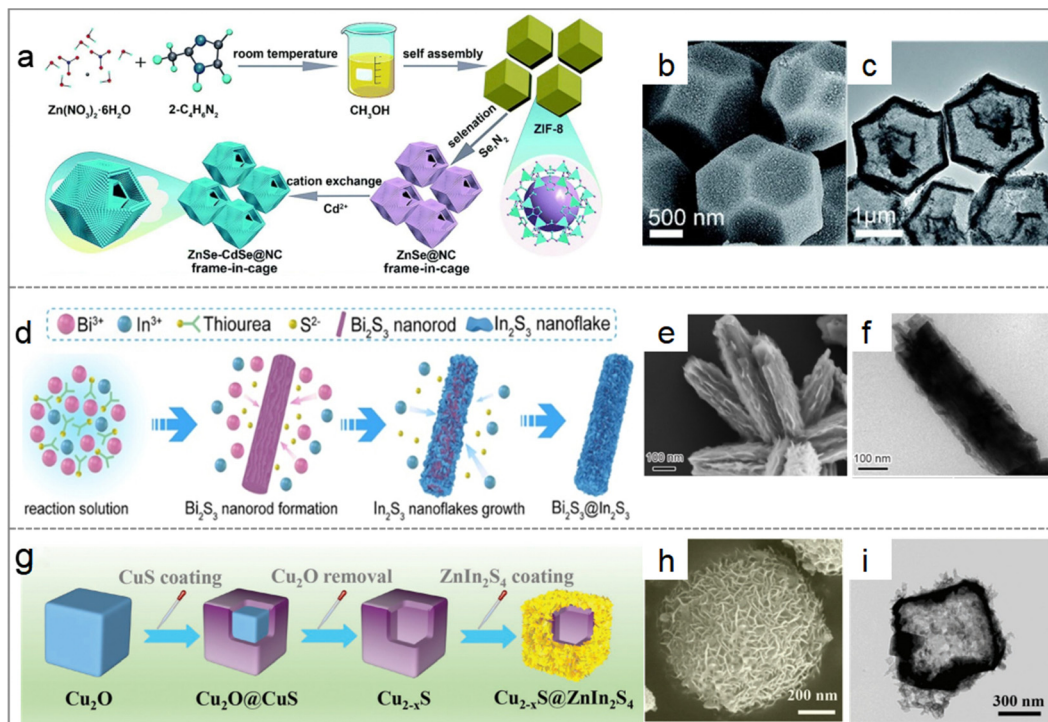 a
Zn(NO₃)₂·6H₂O
+
2-C₄H₆N₂
room temperature
CH₃OH
self assembly
ZIF-8
selenation
Se,N₂
ZnSe@NC
frame-in-cage
cation exchange
Cd²⁺
ZnSe-CdSe@NC
frame-in-cage
b
500 nm
c
1μm
d
Bi³⁺ In³⁺ Thiourea S²⁻ Bi₂S₃ nanorod In₂S₃ nanoflake
reaction solution
Bi₂S₃ nanorod formation
In₂S₃ nanoflakes growth
Bi₂S₃@In₂S₃
e
100 nm
f
100 nm
g
CuS coating
Cu₂O removal
ZnIn₂S₄ coating
Cu₂O
Cu₂O@CuS
Cu₂₋ₓS
Cu₂₋ₓS@ZnIn₂S₄
h
200 nm
i
300 nm